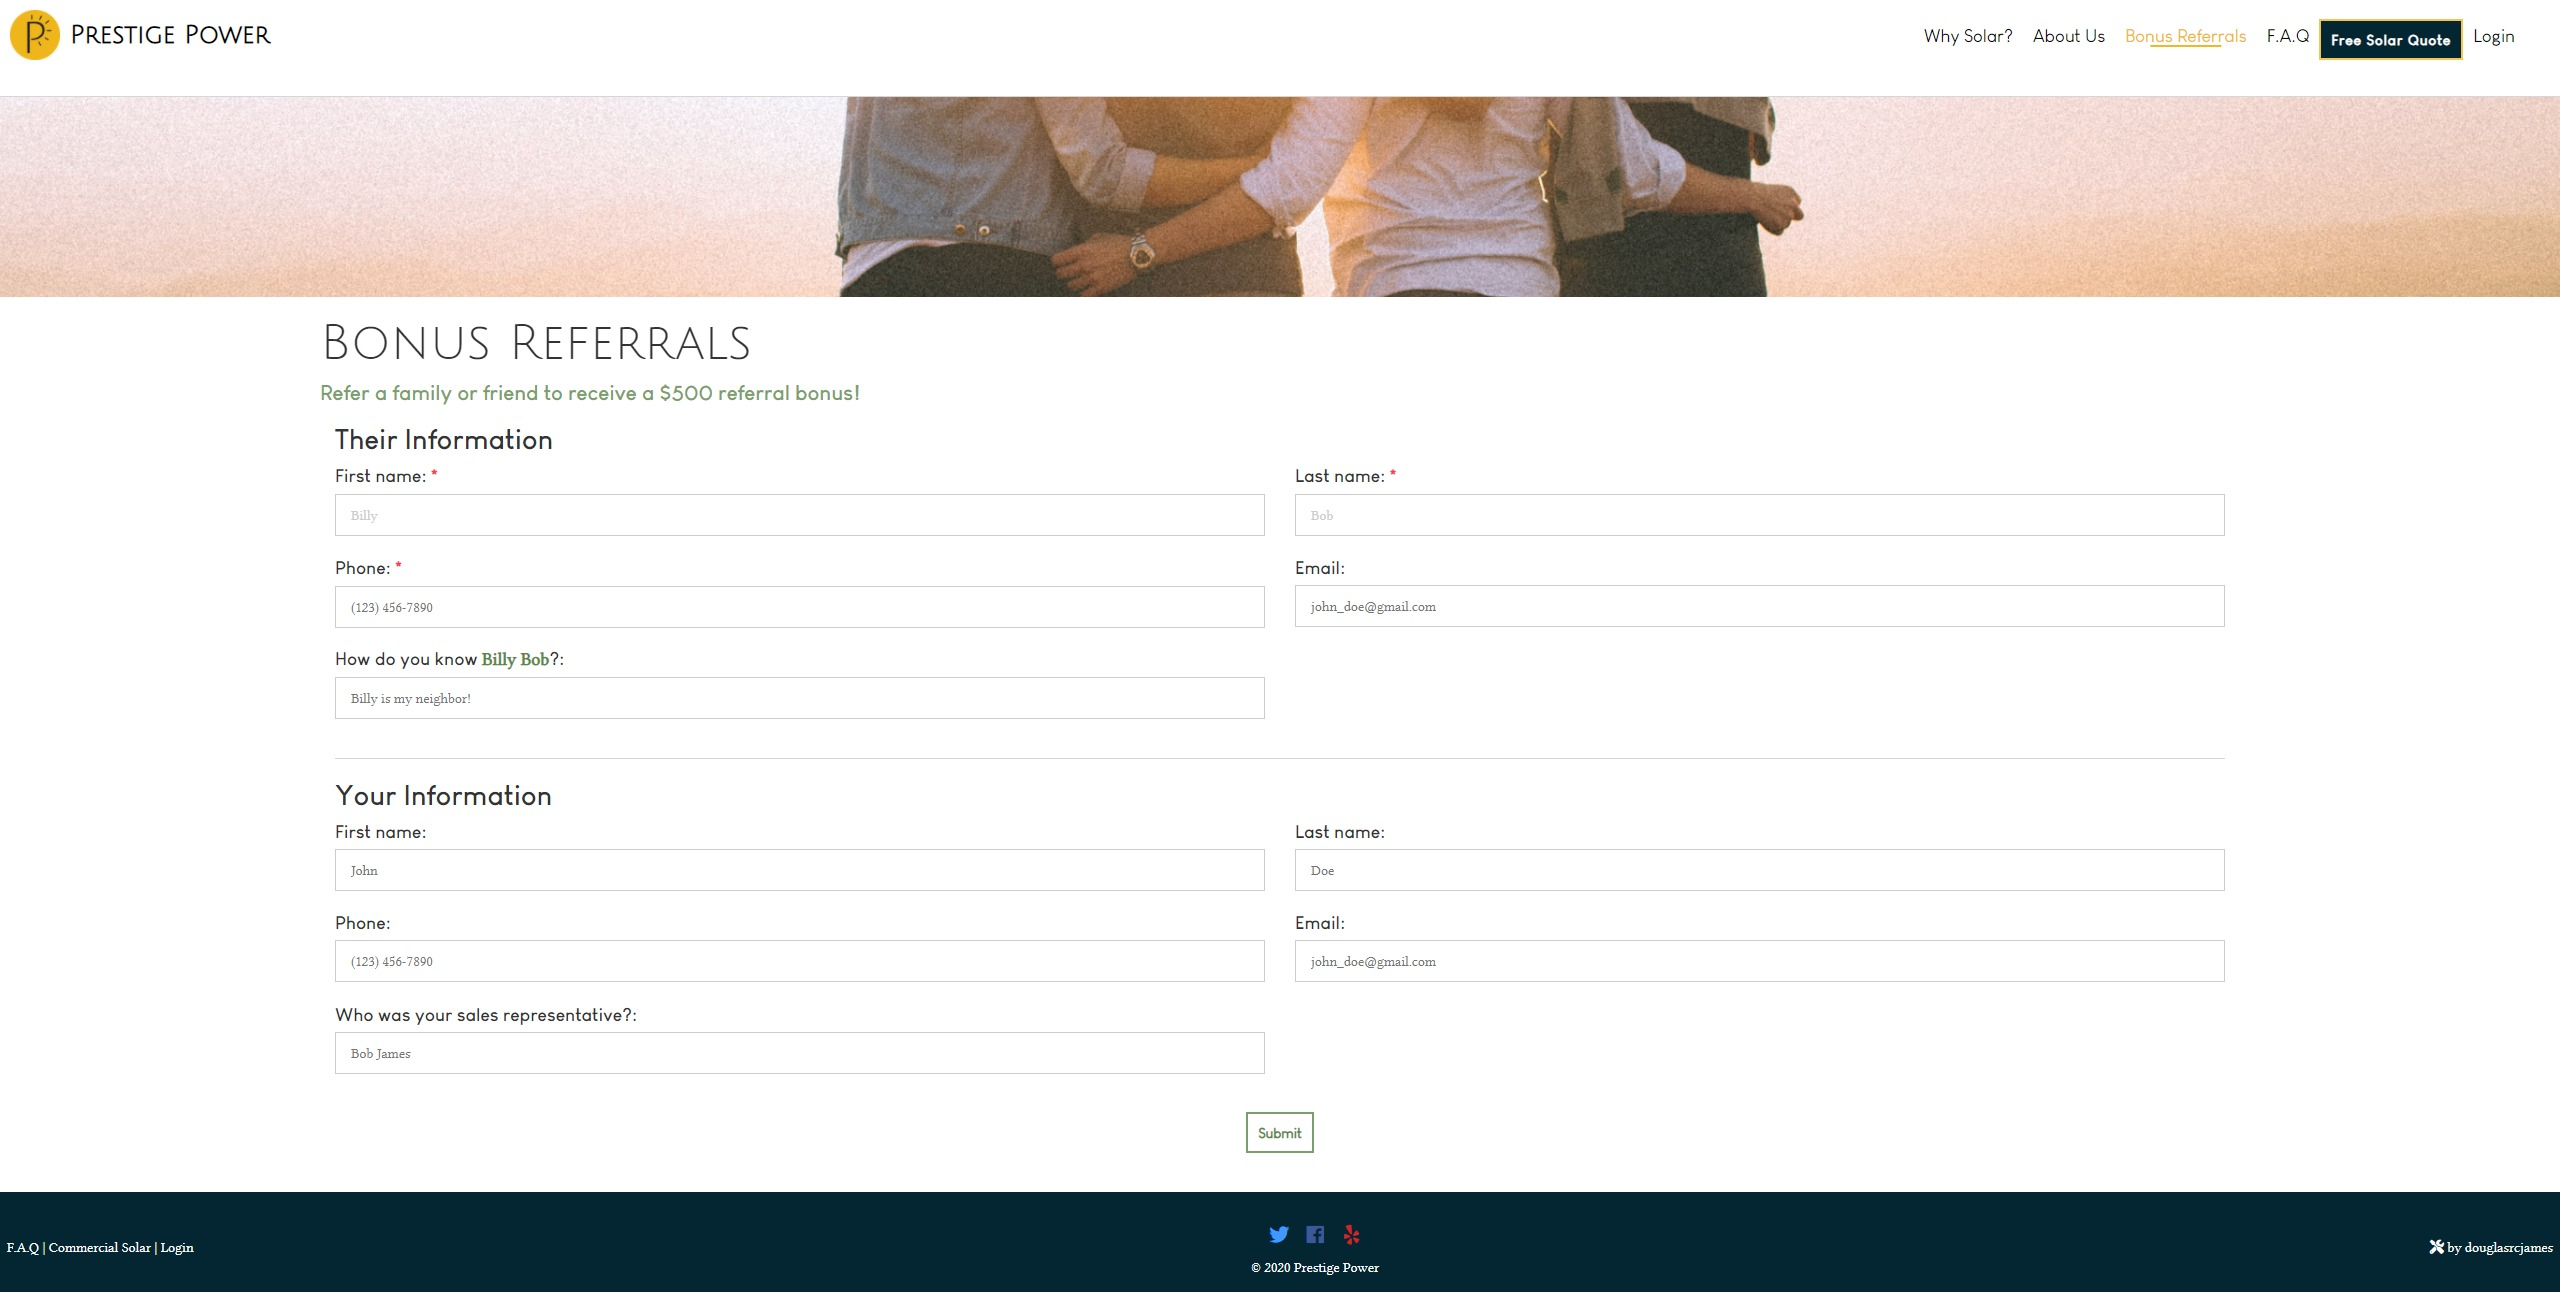 PRESTIGE POWER
Why Solar? About Us Bonus Referrals F.A.Q Free Solar Quote Login
BONUS REFERRALS
Refer a family or friend to receive a $500 referral bonus!
Their Information
First name: * Last name: *
Billy Bob
Phone: * Email:
(123) 456-7890 john_doe@gmail.com
How do you know Billy Bob?:
Billy is my neighbor!
Your Information
First name: Last name:
John Doe
Phone: Email:
(123) 456-7890 john_doe@gmail.com
Who was your sales representative?:
Bob James
Submit
F.A.Q | Commercial Solar | Login
© 2020 Prestige Power
by douglasrcjames